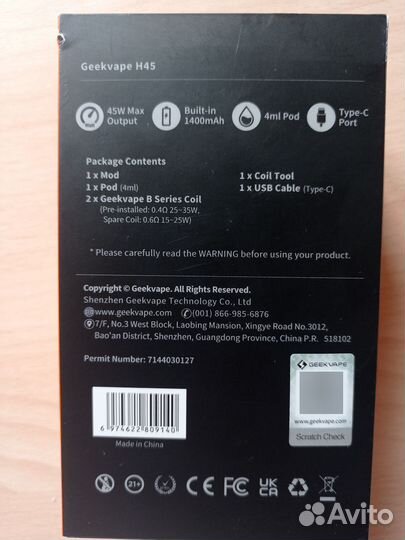 Geekvape H45
45W Max
Output
Built-in
1400mAh
4ml Pod
Type-C
Port
Package Contents
1 x Mod
1 x Pod (4ml)
2 x Geekvape B Series Coil
(Pre-installed: 0.4Ω 25~35W,
Spare Coil: 0.6Ω 15~25W)
1 x Coil Tool
1 x USB Cable (Type-C)
* Please carefully read the WARNING before using your product.
Copyright © Geekvape. All Rights Reserved.
Shenzhen Geekvape Technology Co., Ltd
www.geekvape.com (001) 866-985-6876
7/F, No.3 West Block, Laobing Mansion, Xingye Road No.3012,
Bao'an District, Shenzhen, Guangdong Province, China P.R. 518102
Permit Number: 7144030127
6 974622 809140
Made in China
GEEKVAPE
www.geekvape.com
Scratch Check
21+
CE FC UK
CA
Avito